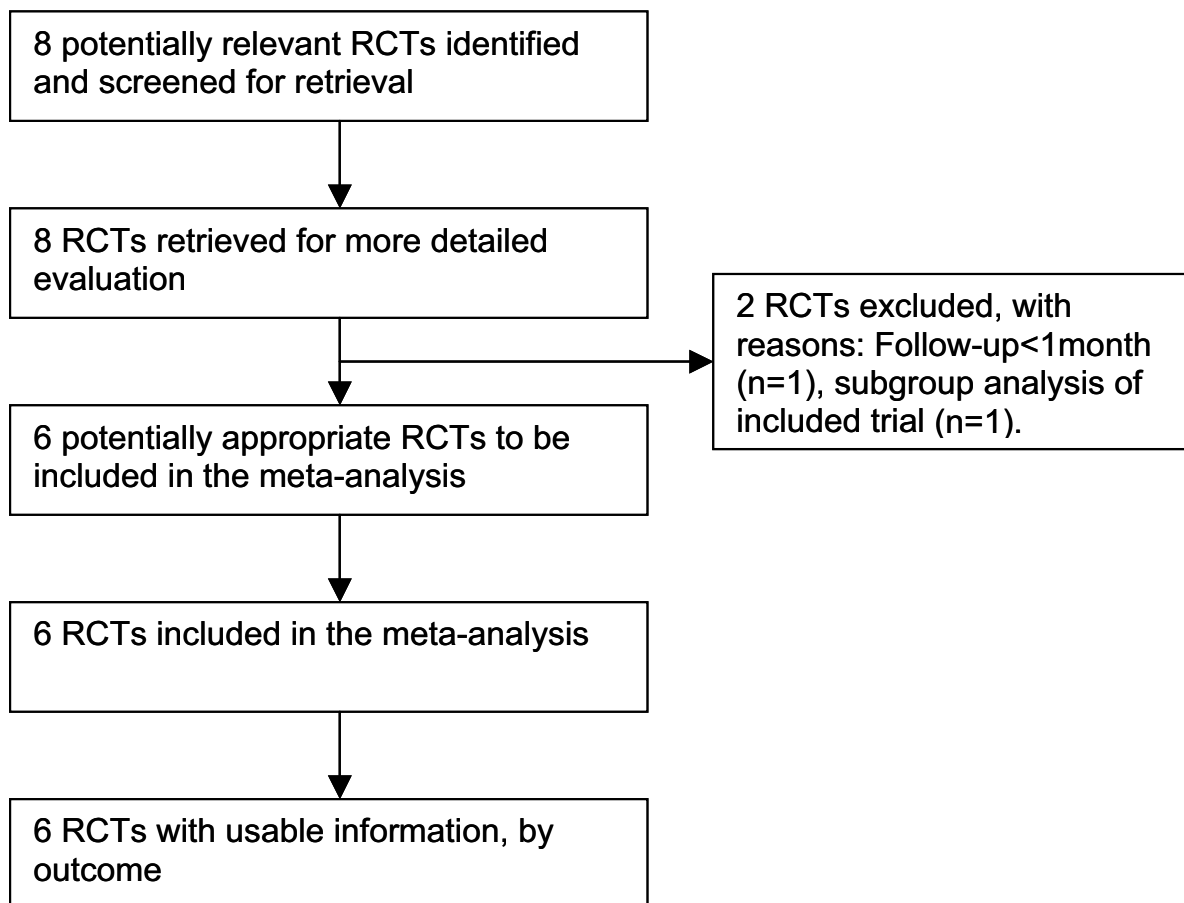 8 potentially relevant RCTs identified
and screened for retrieval
8 RCTs retrieved for more detailed
evaluation
2 RCTs excluded, with
reasons: Follow-up<1month
(n=1), subgroup analysis of
included trial (n=1).
6 potentially appropriate RCTs to be
included in the meta-analysis
6 RCTs included in the meta-analysis
6 RCTs with usable information, by
outcome